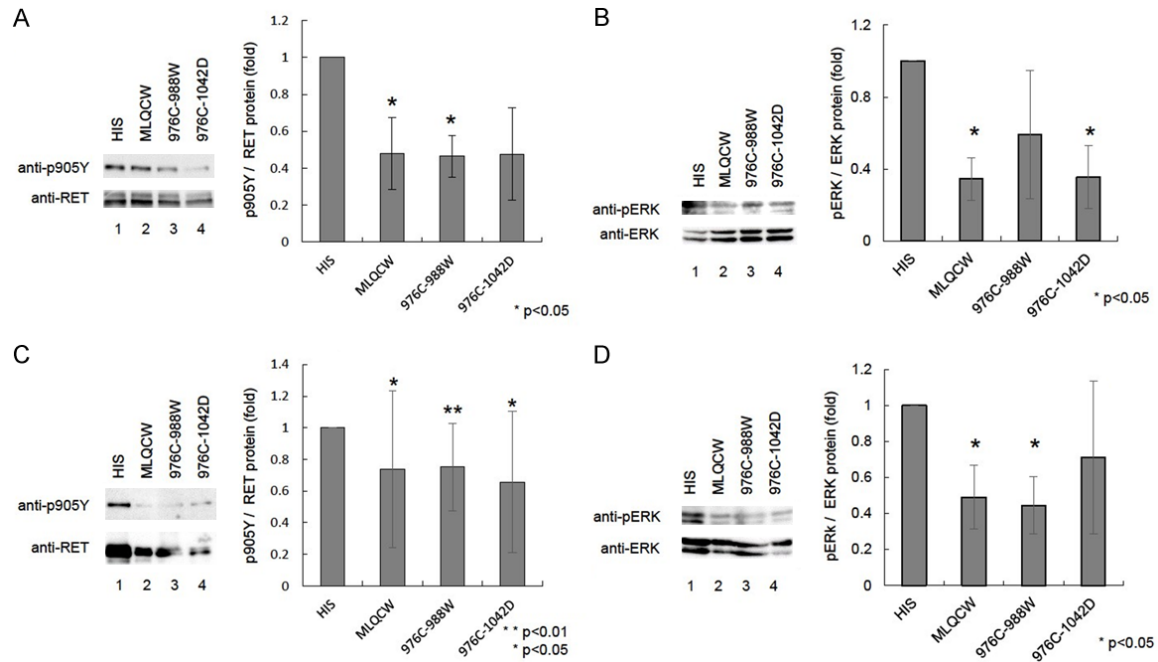 A
HIS
MLQCW
976C-988W
976C-1042D
anti-p905Y
anti-RET
1 2 3 4
p905Y / RET protein (fold)
1.2
1
0.8
0.6
0.4
0.2
0
*
*
HIS
MLQCW
976C-988W
976C-1042D
* p<0.05
B
HIS
MLQCW
976C-988W
976C-1042D
anti-pERK
anti-ERK
1 2 3 4
pERK / ERK protein (fold)
1.2
0.8
0.4
0
*
*
HIS
MLQCW
976C-988W
976C-1042D
* p<0.05
C
HIS
MLQCW
976C-988W
976C-1042D
anti-p905Y
anti-RET
1 2 3 4
p905Y / RET protein (fold)
1.4
1.2
1
0.8
0.6
0.4
0.2
0
*
**
*
HIS
MLQCW
976C-988W
976C-1042D
* * p<0.01
* p<0.05
D
HIS
MLQCW
976C-988W
976C-1042D
anti-pERK
anti-ERK
1 2 3 4
pERk / ERK protein (fold)
1.2
1
0.8
0.6
0.4
0.2
0
*
*
HIS
MLQCW
976C-988W
976C-1042D
* p<0.05